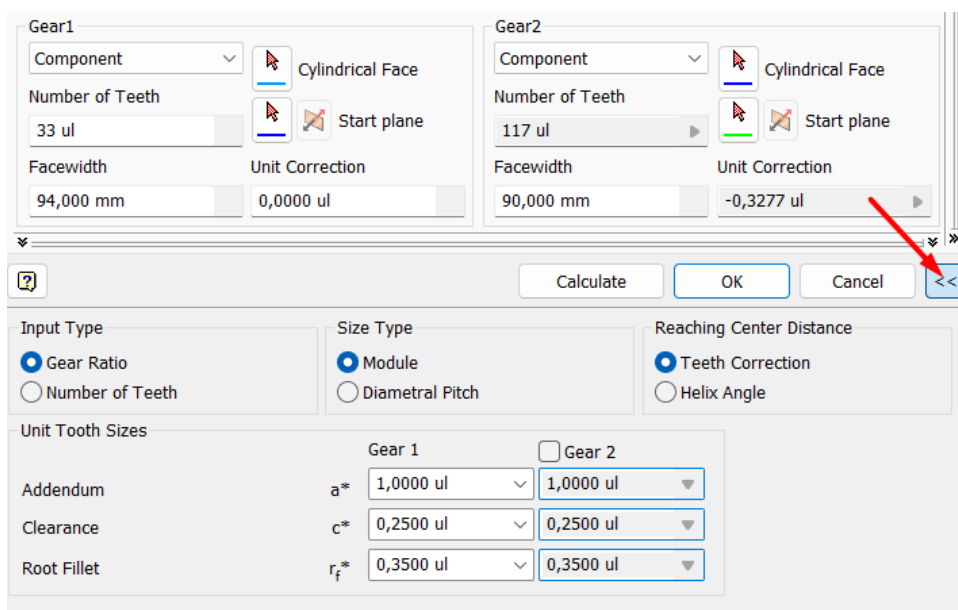 Gear1
Gear2
Component
Cylindrical Face
Component
Cylindrical Face
Number of Teeth
Number of Teeth
33 ul
Start plane
117 ul
Start plane
Facewidth
Unit Correction
Facewidth
Unit Correction
94,000 mm
0,0000 ul
90,000 mm
-0,3277 ul
»
?
Calculate
OK
Cancel
<<
Input Type
Size Type
Reaching Center Distance
Gear Ratio
Module
Teeth Correction
Number of Teeth
Diametral Pitch
Helix Angle
Unit Tooth Sizes
Gear 1
Gear 2
Addendum
a*
1,0000 ul
1,0000 ul
Clearance
c*
0,2500 ul
0,2500 ul
Root Fillet
rf*
0,3500 ul
0,3500 ul